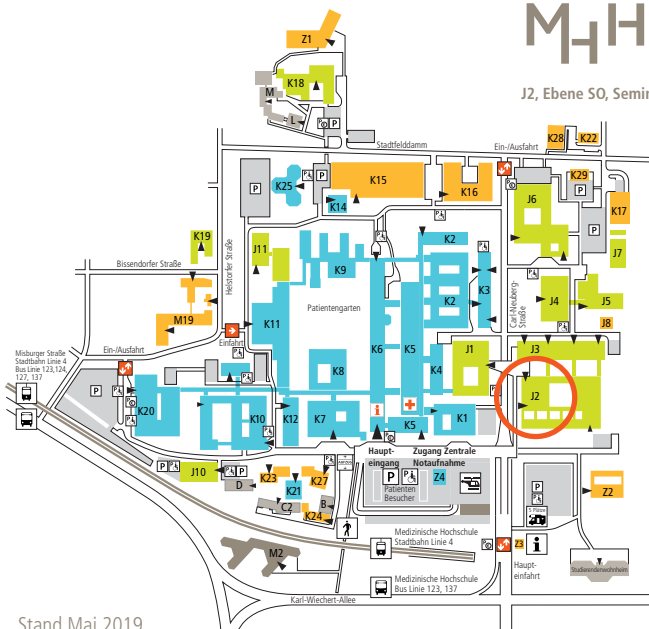 MHH
J2, Ebene S0, Semin
Z1
K18
M
L
Stadtfelddamm
Ein-/Ausfahrt
K28
K22
K25
K15
K16
K29
K14
J6
K17
K19
J11
K2
J7
Bissendorfer Straße
Helstorfer Straße
K9
K2
K3
Carl-Neuberg-
Straße
J4
J5
Patientengarten
M19
K11
K6
K5
J8
Einfahrt
Ein-/Ausfahrt
Misburger Straße
Stadtbahn Linie 4
Bus Linie 123,124,
127, 137
K8
K4
J1
J3
J2
K20
K10
K12
K7
K5
K1
Haupt-
eingang
Zugang Zentrale
Notaufnahme
J10
D
K23
K21
K27
C2
B
K24
P
Patienten
Besucher
Z4
Z2
5 Plätze
M2
Medizinische Hochschule
Stadtbahn Linie 4
Z3
Haupt-
einfahrt
Studierendenwohnheim
Medizinische Hochschule
Bus Linie 123, 137
Karl-Wiechert-Allee
Stand Mai 2019